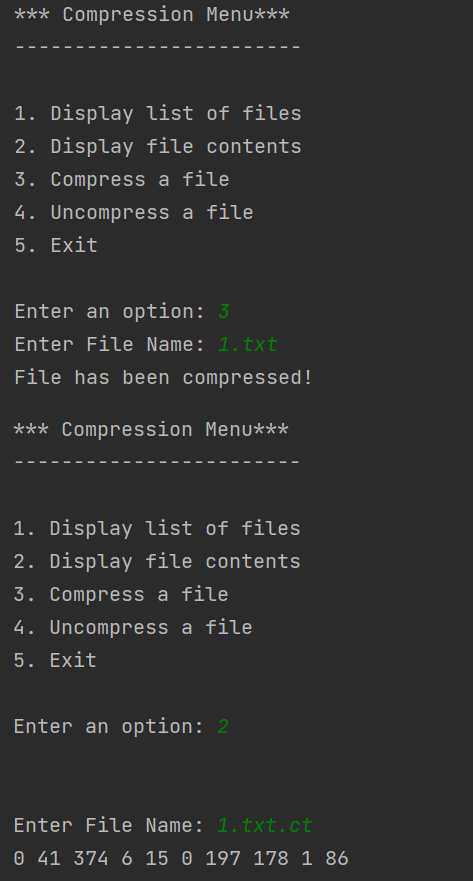 *** Compression Menu***
------------------------
1. Display list of files
2. Display file contents
3. Compress a file
4. Uncompress a file
5. Exit
Enter an option: 3
Enter File Name: 1.txt
File has been compressed!
*** Compression Menu***
------------------------
1. Display list of files
2. Display file contents
3. Compress a file
4. Uncompress a file
5. Exit
Enter an option: 2
Enter File Name: 1.txt.ct
0 41 374 6 15 0 197 178 1 86